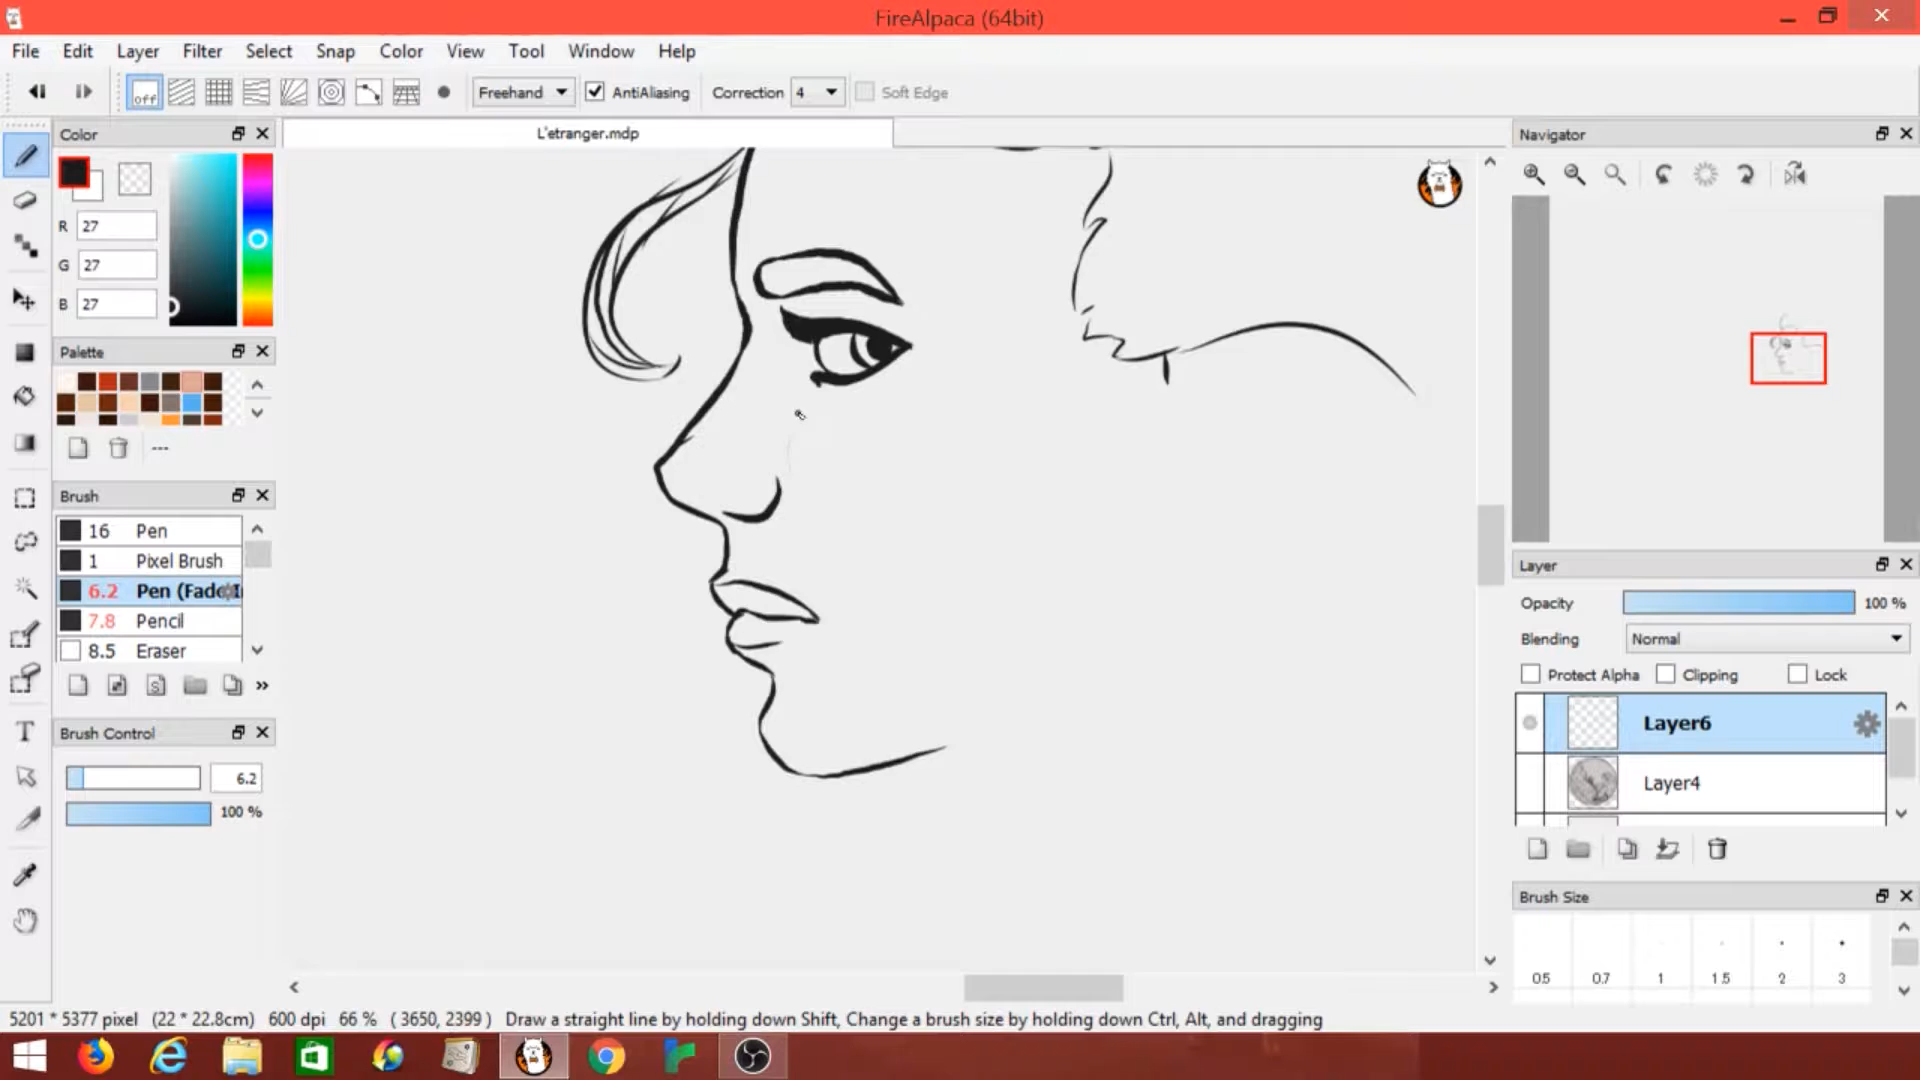 FireAlpaca (64bit)
File Edit Layer Filter Select Snap Color View Tool Window Help
off Freehand AntiAliasing Correction 4 Soft Edge
Color
L'etranger.mdp
Navigator
R 27
G 27
B 27
Palette
---
Brush
16 Pen
1 Pixel Brush
6.2 Pen (Fade
7.8 Pencil
8.5 Eraser
Brush Control
6.2
100 %
Layer
Opacity 100 %
Blending Normal
Protect Alpha Clipping Lock
Layer6
Layer4
Brush Size
0.5 0.7 1 1.5 2 3
5201 * 5377 pixel (22 * 22.8cm) 600 dpi 66 % ( 3650, 2399 ) Draw a straight line by holding down Shift, Change a brush size by holding down Ctrl, Alt, and dragging